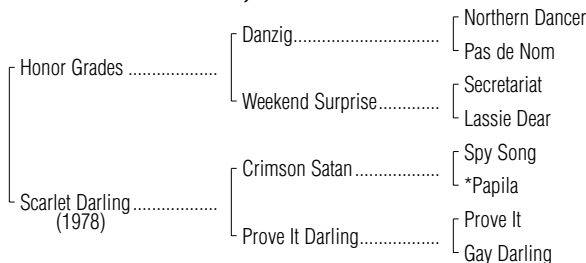 Northern Dancer
Danzig..............................
Pas de Nom
Honor Grades ..................
Secretariat
Weekend Surprise.............
Lassie Dear
Spy Song
Crimson Satan ..................
*Papila
Scarlet Darling..................
(1978)
Prove It
Prove It Darling.................
Gay Darling